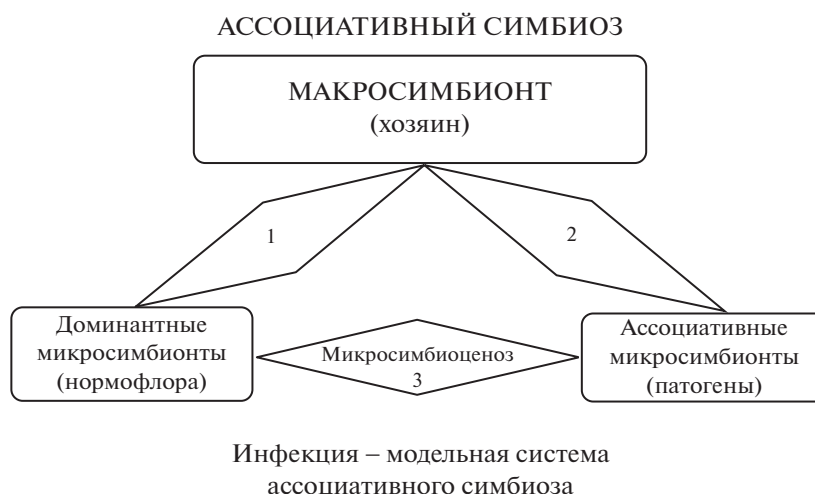 АССОЦИАТИВНЫЙ СИМБИОЗ
МАКРОСИМБИОНТ
(хозяин)
1
2
Доминантные
микросимбионты
(нормофлора)
Микросимбиоценоз
3
Ассоциативные
микросимбионты
(патогены)
Инфекция – модельная система
ассоциативного симбиоза